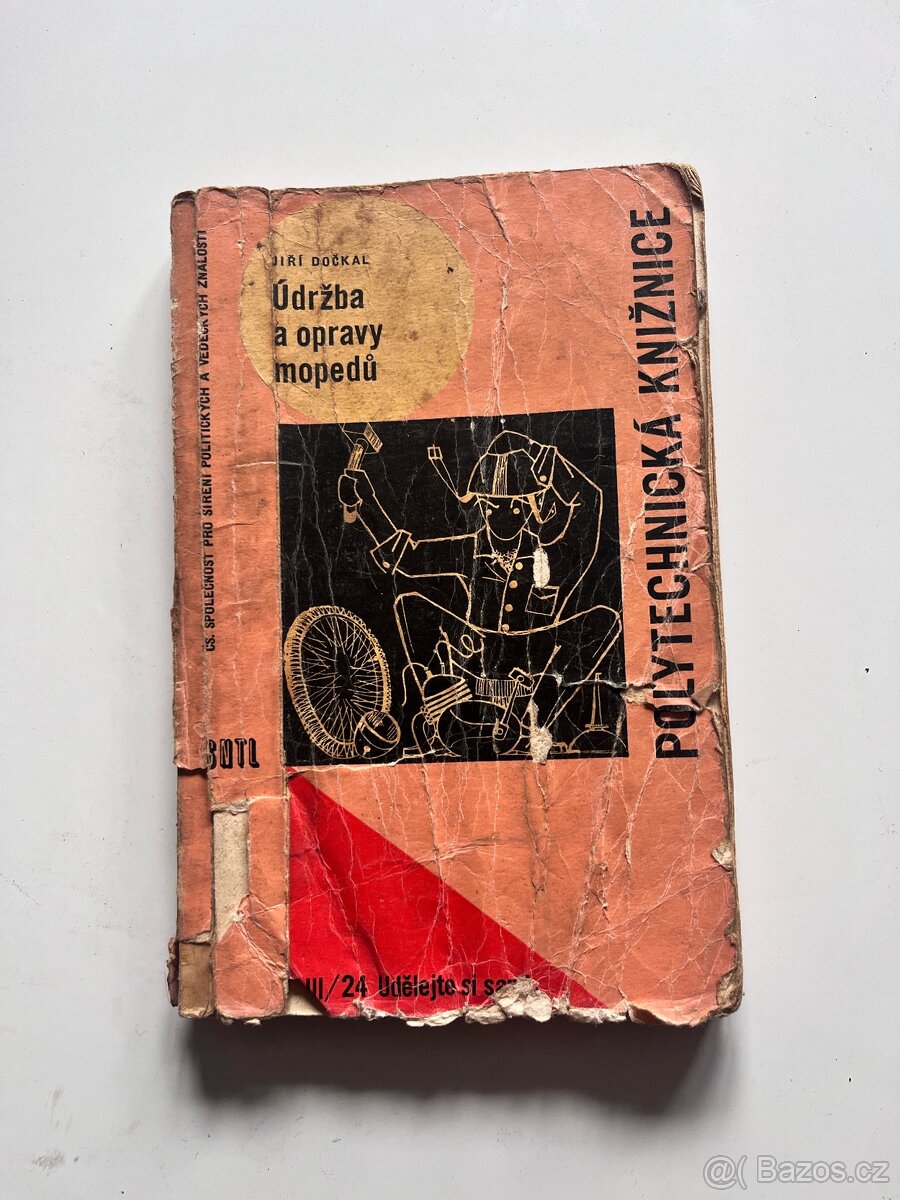 JIŘÍ DOČKAL
Údržba
a opravy
mopedů
POLYTECHNICKÁ KNIŽNICE
ČS. SPOLEČNOST PRO ŠÍŘENÍ POLITICKÝCH A VĚDECKÝCH ZNALOSTÍ
SNTL
III/24 Udělejte si
@( Bazos.cz